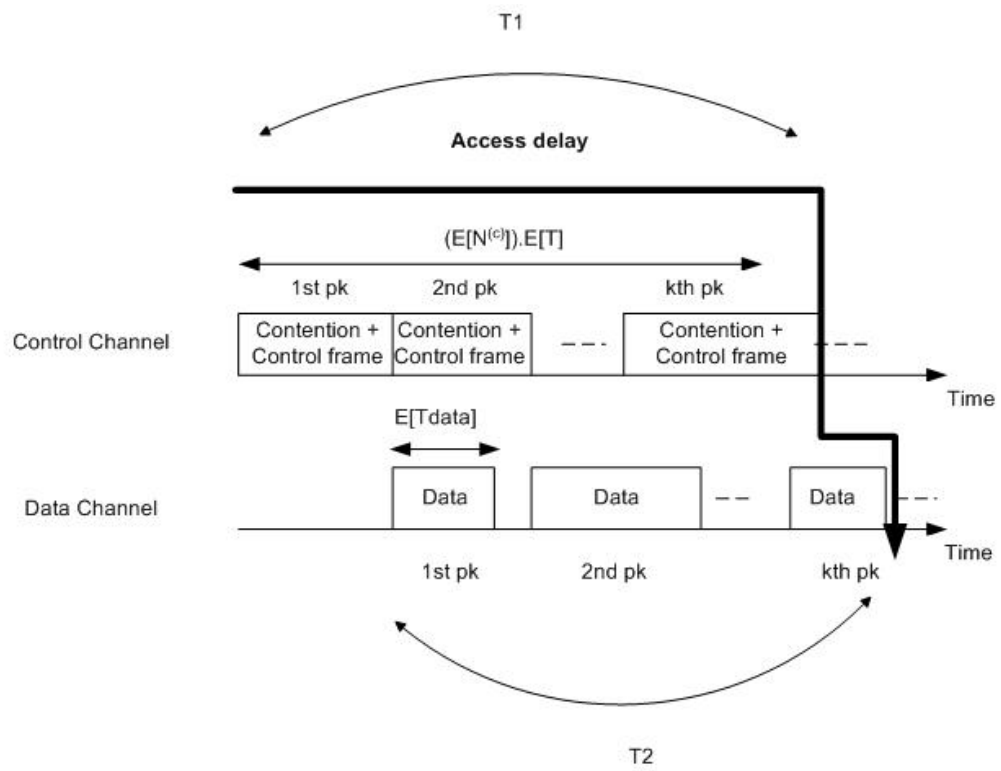 T1
Access delay
(E[N(c)]).E[T]
1st pk
2nd pk
kth pk
Control Channel
Contention +
Control frame
Contention +
Control frame
Contention +
Control frame
Time
E[Tdata]
Data Channel
Data
Data
Data
Time
1st pk
2nd pk
kth pk
T2